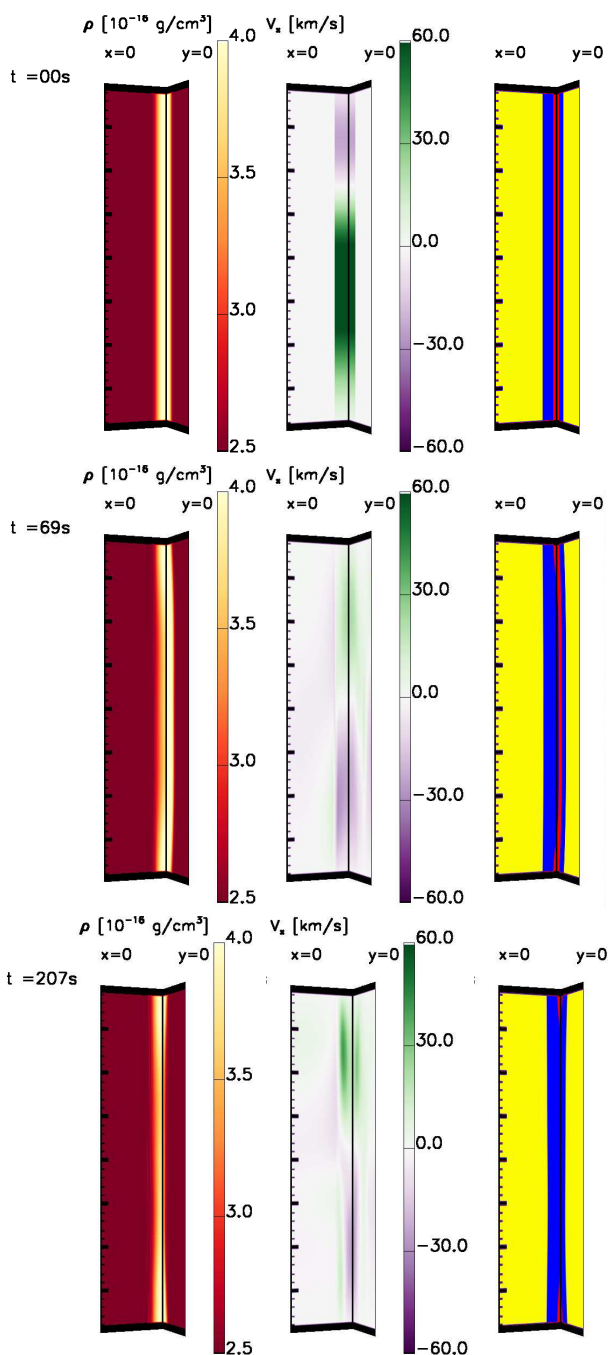 ρ [10⁻¹⁶ g/cm³] Vₓ [km/s]
x=0 y=0 x=0 y=0 x=0 y=0
t =00s
4.0 60.0
3.5 30.0
0.0
3.0 −30.0
2.5 −60.0
ρ [10⁻¹⁶ g/cm³] Vₓ [km/s]
x=0 y=0 x=0 y=0 x=0 y=0
t =69s
4.0 60.0
3.5 30.0
0.0
3.0 −30.0
2.5 −60.0
ρ [10⁻¹⁶ g/cm³] Vₓ [km/s]
x=0 y=0 x=0 y=0 x=0 y=0
t =207s
4.0 60.0
3.5 30.0
0.0
3.0 −30.0
2.5 −60.0